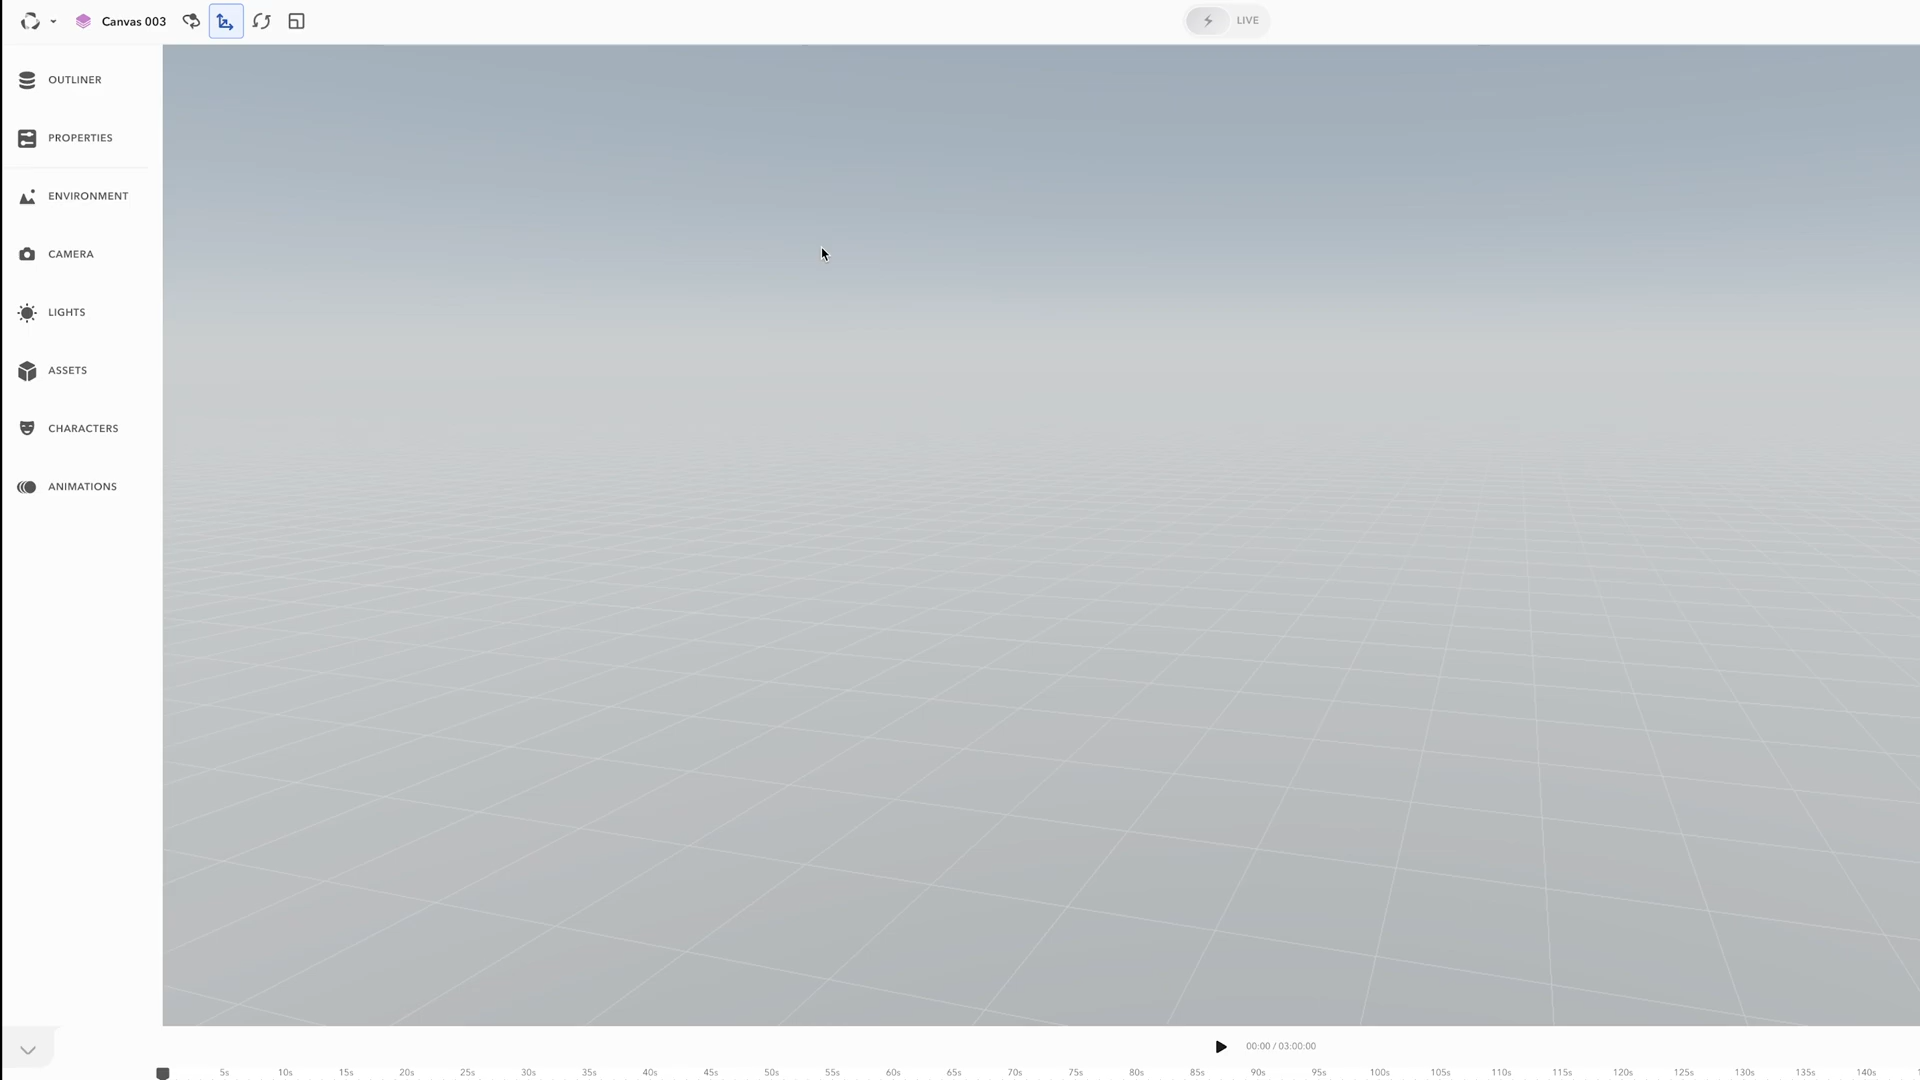 Canvas 003
LIVE
OUTLINER
PROPERTIES
ENVIRONMENT
CAMERA
LIGHTS
ASSETS
CHARACTERS
ANIMATIONS
00:00 / 03:00:00
5s 10s 15s 20s 25s 30s 35s 40s 45s 50s 55s 60s 65s 70s 75s 80s 85s 90s 95s 100s 105s 110s 115s 120s 125s 130s 135s 140s